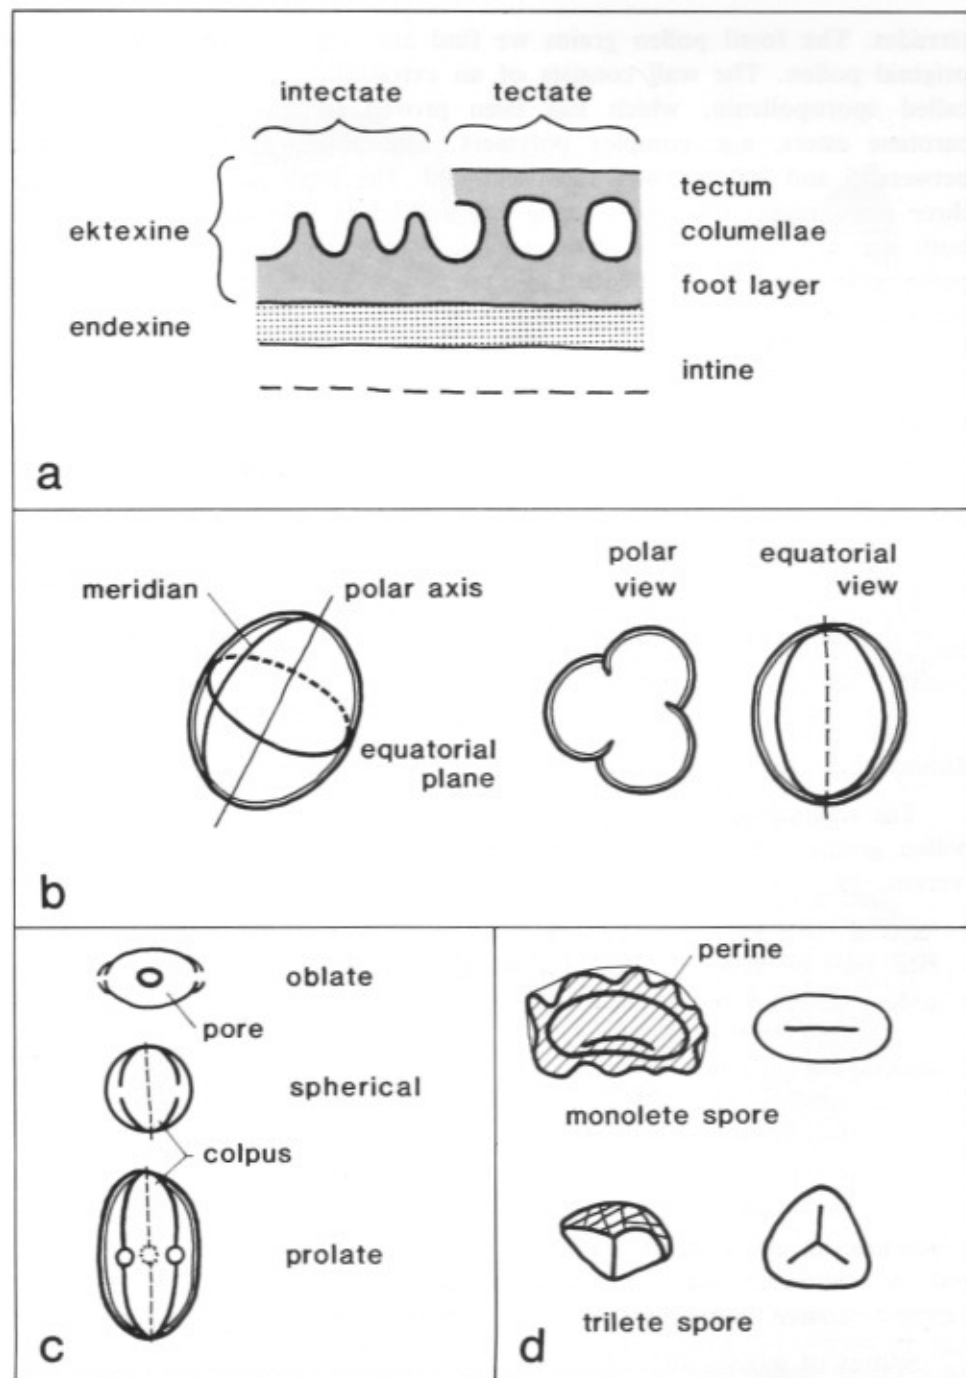 intectate tectate
ektexine
tectum
columellae
foot layer
endexine
intine
a
meridian
polar axis
equatorial
plane
polar
view
equatorial
view
b
oblate
pore
spherical
colpus
prolate
c
perine
monolete spore
trilete spore
d